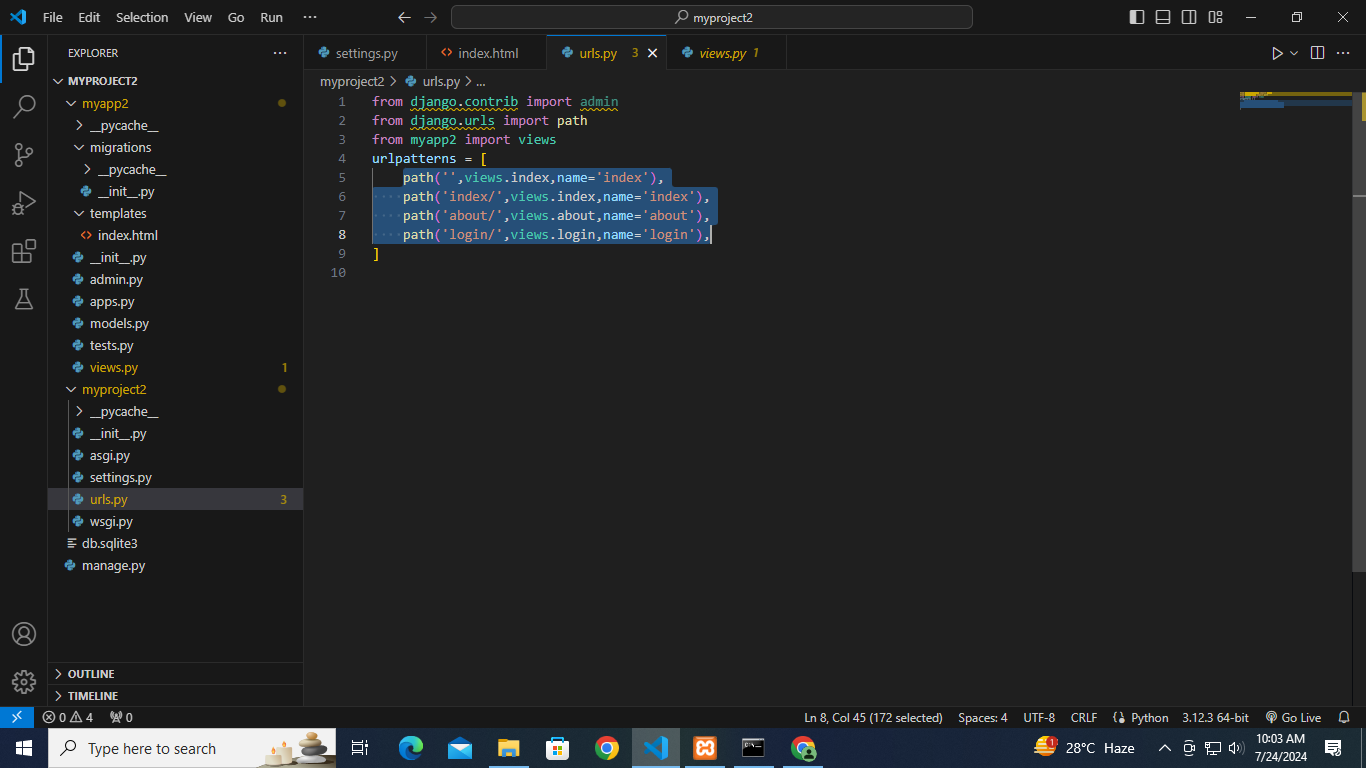 File Edit Selection View Go Run ··· myproject2
EXPLORER ···
MYPROJECT2
myapp2
__pycache__
migrations
__pycache__
__init__.py
templates
index.html
__init__.py
admin.py
apps.py
models.py
tests.py
views.py 1
myproject2
__pycache__
__init__.py
asgi.py
settings.py
urls.py 3
wsgi.py
db.sqlite3
manage.py
OUTLINE
TIMELINE
settings.py index.html urls.py 3 views.py 1
myproject2 > urls.py > ...
1 from django.contrib import admin
2 from django.urls import path
3 from myapp2 import views
4 urlpatterns = [
5 path('',views.index,name='index'),
6 path('index/',views.index,name='index'),
7 path('about/',views.about,name='about'),
8 path('login/',views.login,name='login'),
9 ]
10
0 4 0 Ln 8, Col 45 (172 selected) Spaces: 4 UTF-8 CRLF Python 3.12.3 64-bit Go Live
Type here to search 1 28°C Haze 10:03 AM
7/24/2024